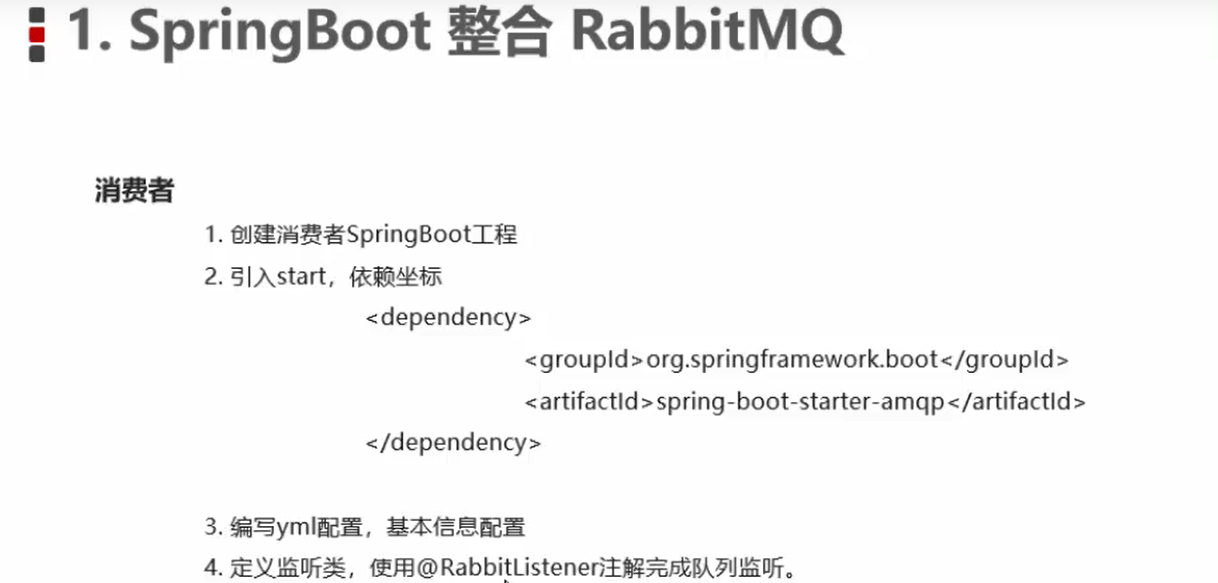 1. SpringBoot 整合 RabbitMQ
消费者
1. 创建消费者SpringBoot工程
2. 引入start，依赖坐标
<dependency>
<groupId>org.springframework.boot</groupId>
<artifactId>spring-boot-starter-amqp</artifactId>
</dependency>
3. 编写yml配置，基本信息配置
4. 定义监听类，使用@RabbitListener注解完成队列监听。